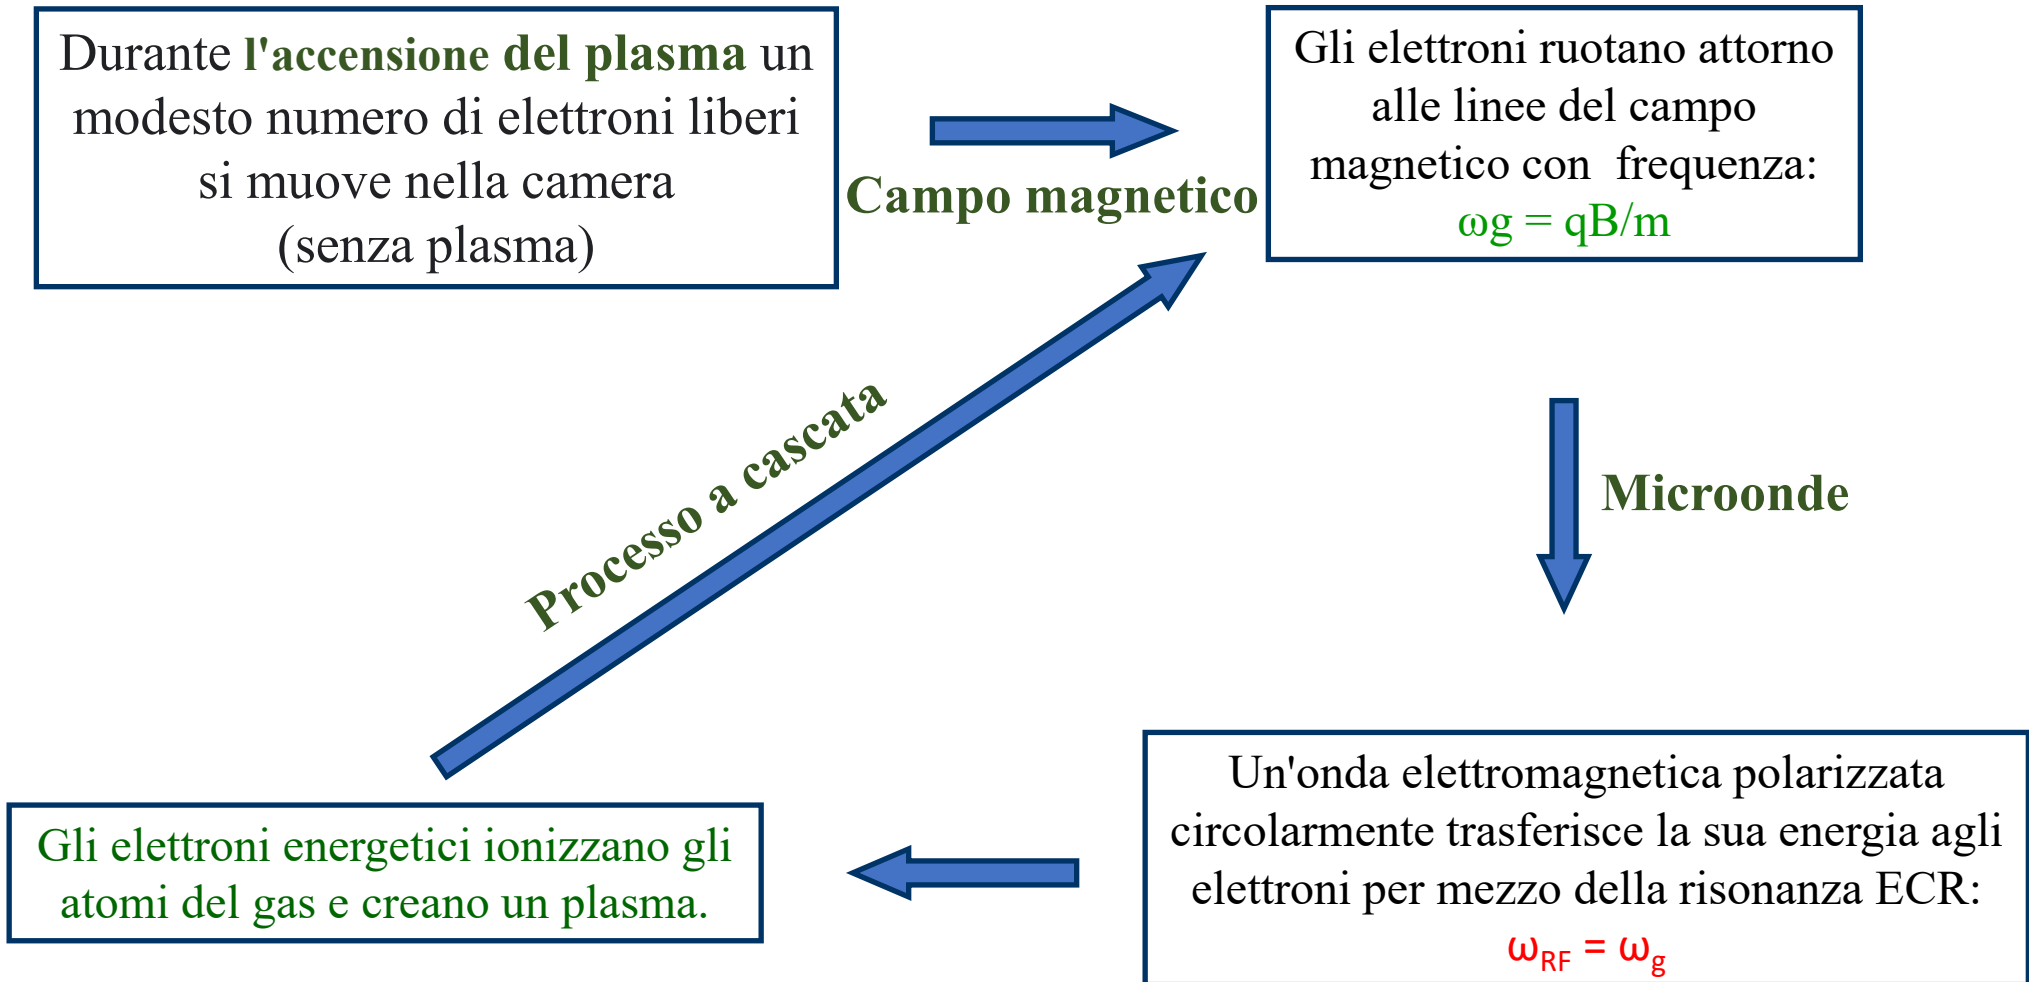 Durante l'accensione del plasma un
modesto numero di elettroni liberi
si muove nella camera
(senza plasma)
Campo magnetico
Gli elettroni ruotano attorno
alle linee del campo
magnetico con frequenza:
ωg = qB/m
Microonde
Un'onda elettromagnetica polarizzata
circolarmente trasferisce la sua energia agli
elettroni per mezzo della risonanza ECR:
ω_RF = ω_g
Gli elettroni energetici ionizzano gli
atomi del gas e creano un plasma.
Processo a cascata